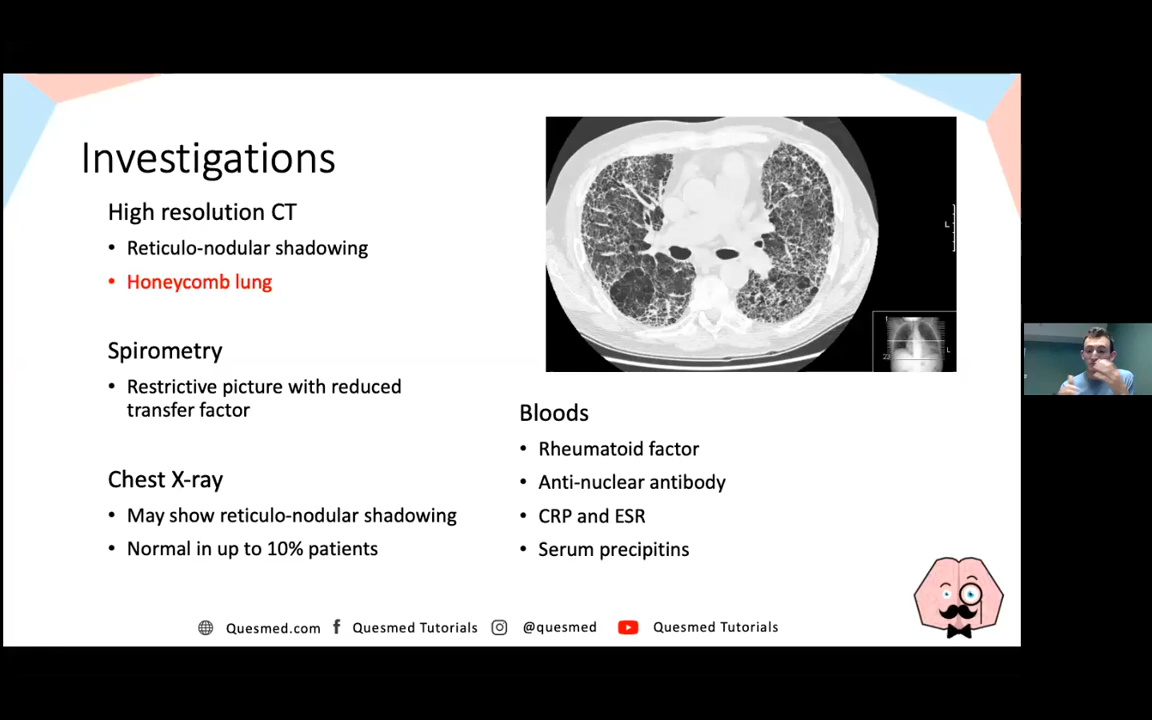 Investigations
High resolution CT
• Reticulo-nodular shadowing
• Honeycomb lung
Spirometry
• Restrictive picture with reduced
transfer factor
Chest X-ray
• May show reticulo-nodular shadowing
• Normal in up to 10% patients
L
L
Bloods
• Rheumatoid factor
• Anti-nuclear antibody
• CRP and ESR
• Serum precipitins
Quesmed.com f Quesmed Tutorials @quesmed Quesmed Tutorials